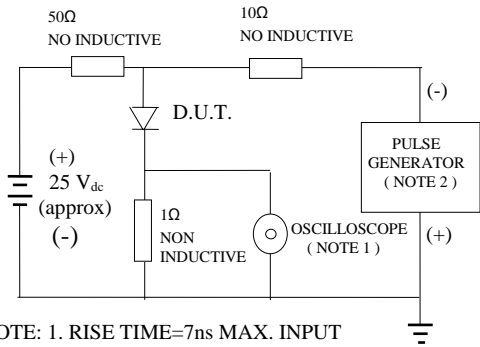 50Ω
NO INDUCTIVE
10Ω
NO INDUCTIVE
D.U.T.
(+)
25 Vdc
(approx)
(-)
1Ω
NON
INDUCTIVE
OSCILLOSCOPE
( NOTE 1 )
(-)
PULSE
GENERATOR
( NOTE 2 )
(+)
OTE: 1. RISE TIME=7ns MAX. INPUT